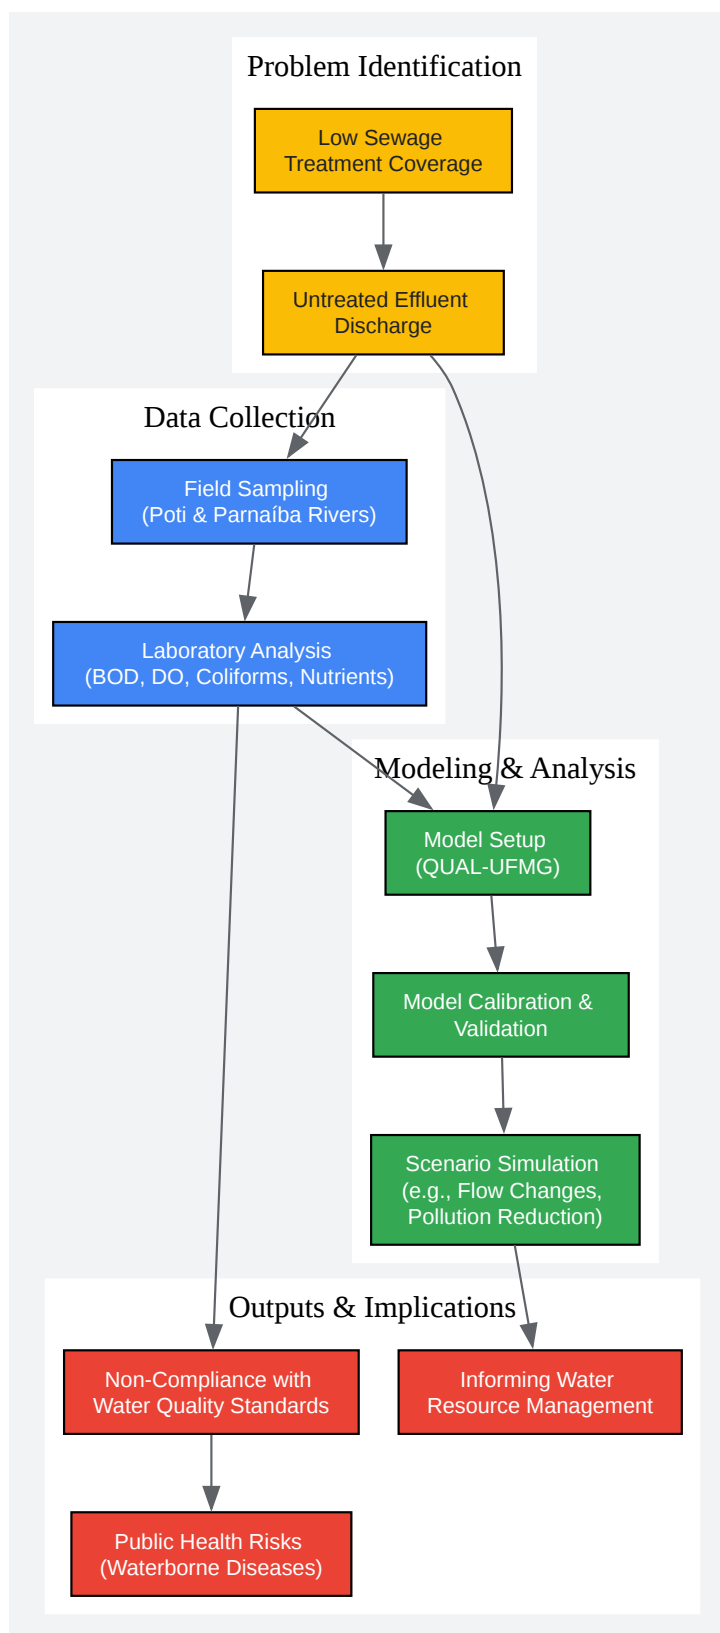 Problem Identification
Low Sewage
Treatment Coverage
Untreated Effluent
Discharge
Data Collection
Field Sampling
(Poti & Parnaíba Rivers)
Laboratory Analysis
(BOD, DO, Coliforms, Nutrients)
Modeling & Analysis
Model Setup
(QUAL-UFMG)
Model Calibration &
Validation
Scenario Simulation
(e.g., Flow Changes,
Pollution Reduction)
Outputs & Implications
Non-Compliance with
Water Quality Standards
Informing Water
Resource Management
Public Health Risks
(Waterborne Diseases)